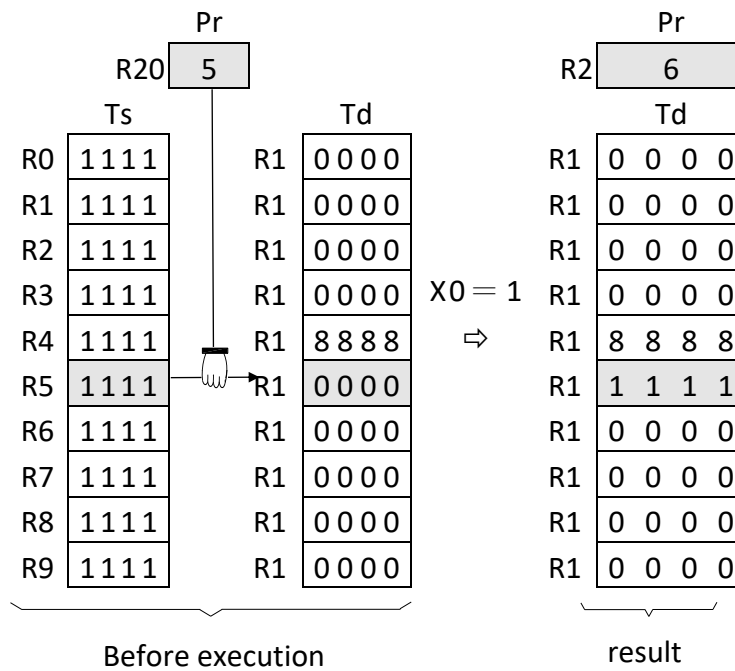 Pr Pr
R20 5 R2 6
Ts Td Td
R0 1111 R1 0000 R1 0 0 0 0
R1 1111 R1 0000 R1 0 0 0 0
R2 1111 R1 0000 R1 0 0 0 0
R3 1111 R1 0000 X0 = 1 R1 0 0 0 0
R4 1111 R1 8888 ⇨ R1 8 8 8 8
R5 1111 R1 0000 R1 1 1 1 1
R6 1111 R1 0000 R1 0 0 0 0
R7 1111 R1 0000 R1 0 0 0 0
R8 1111 R1 0000 R1 0 0 0 0
R9 1111 R1 0000 R1 0 0 0 0
Before execution result